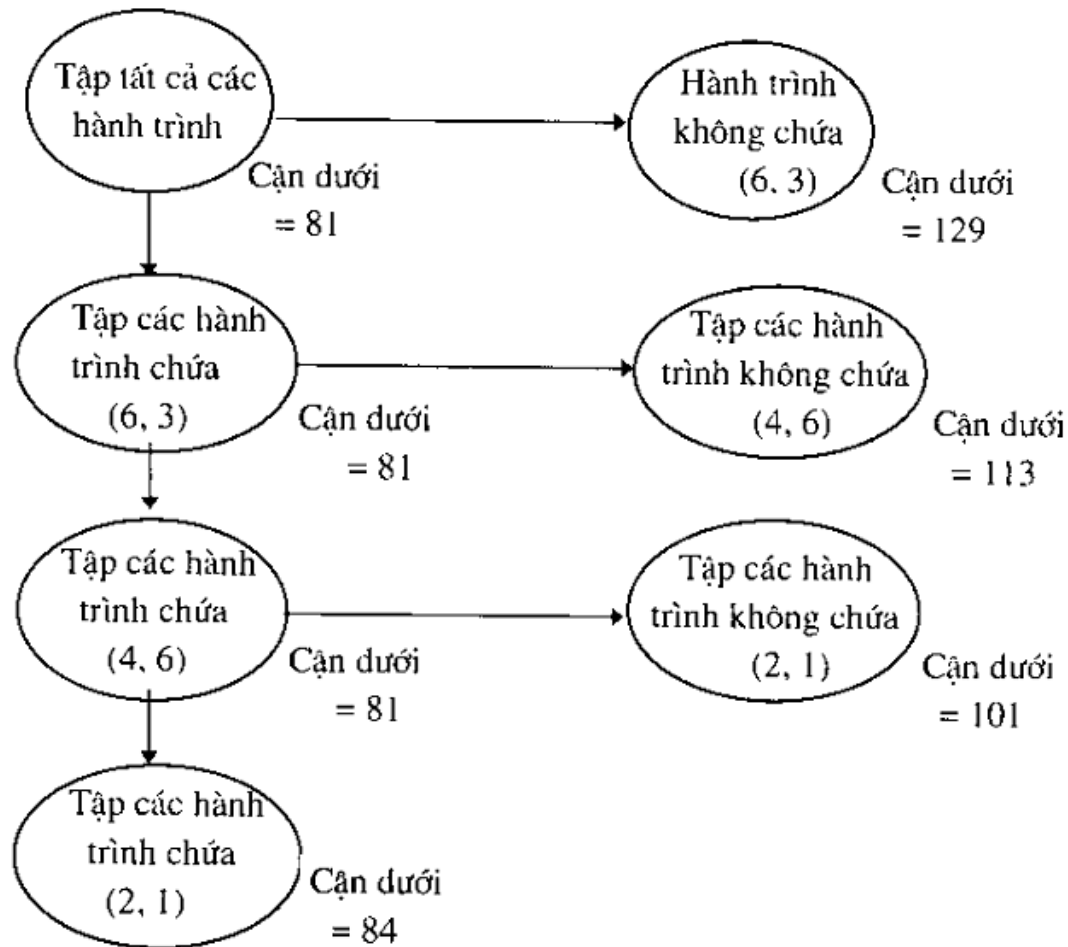 Tập tất cả các
hành trình
Cận dưới
= 81
Hành trình
không chứa
(6, 3)
Cận dưới
= 129
Tập các hành
trình chứa
(6, 3)
Cận dưới
= 81
Tập các hành
trình không chứa
(4, 6)
Cận dưới
= 113
Tập các hành
trình chứa
(4, 6)
Cận dưới
= 81
Tập các hành
trình không chứa
(2, 1)
Cận dưới
= 101
Tập các hành
trình chứa
(2, 1)
Cận dưới
= 84